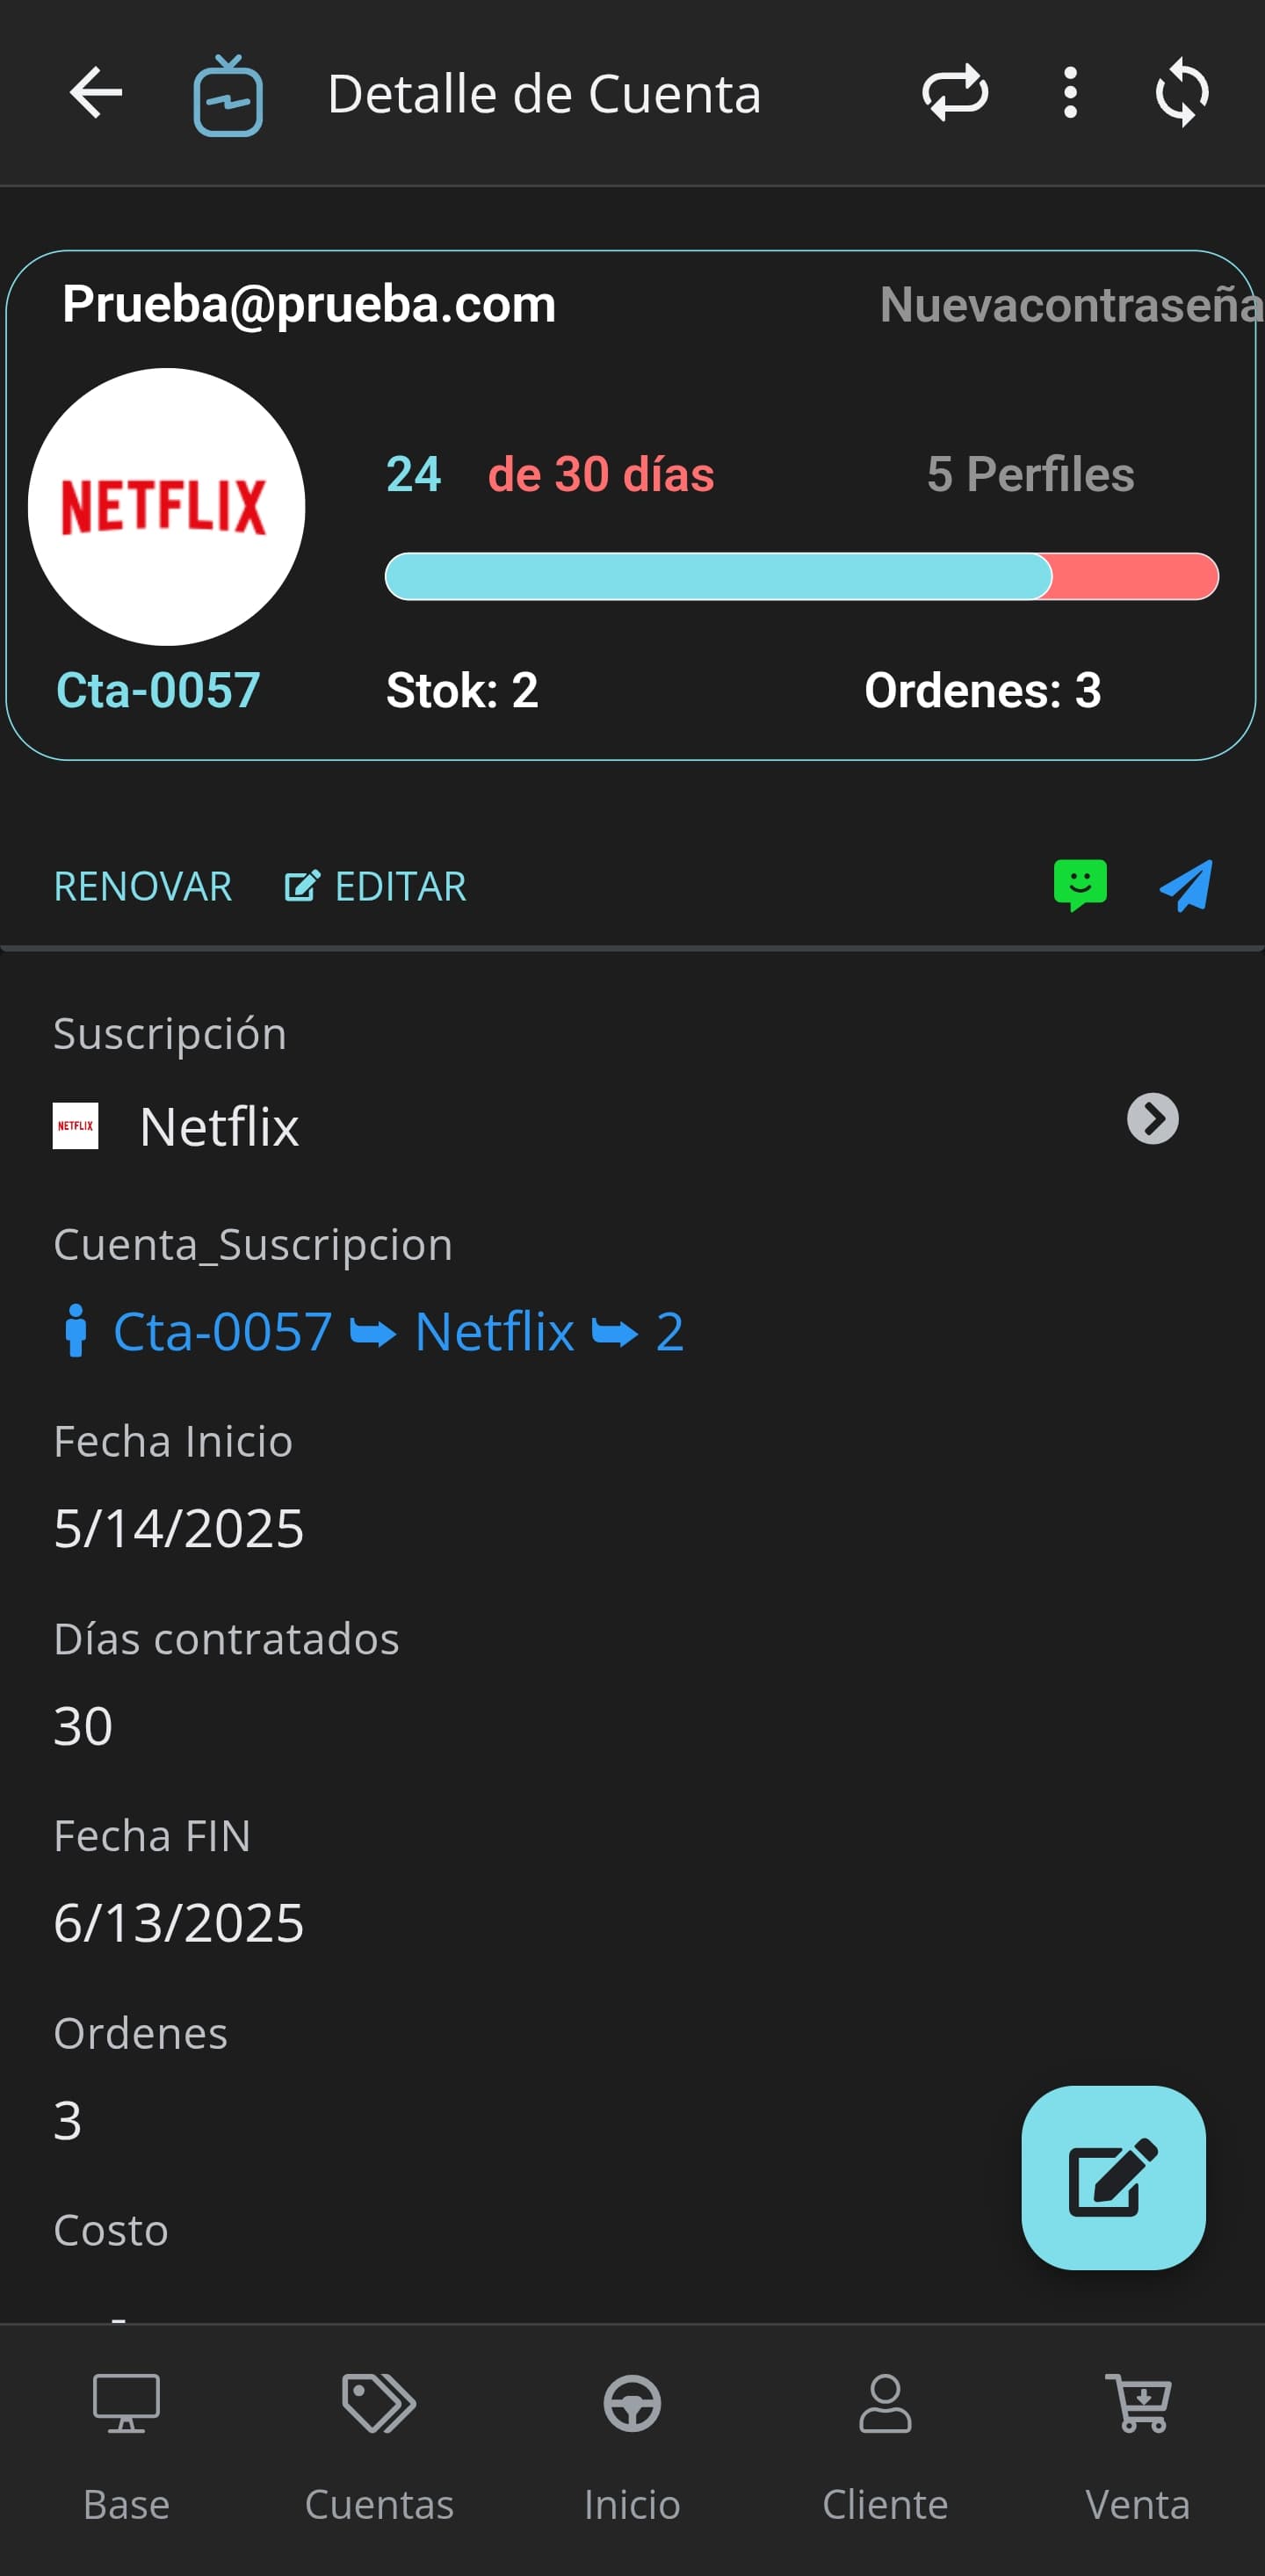 Detalle de Cuenta
Prueba@prueba.com Nuevacontraseña
NETFLIX
24 de 30 días 5 Perfiles
Cta-0057 Stok: 2 Ordenes: 3
RENOVAR EDITAR
Suscripción
NETFLIX Netflix
Cuenta_Suscripcion
Cta-0057 Netflix 2
Fecha Inicio
5/14/2025
Días contratados
30
Fecha FIN
6/13/2025
Ordenes
3
Costo
Base Cuentas Inicio Cliente Venta